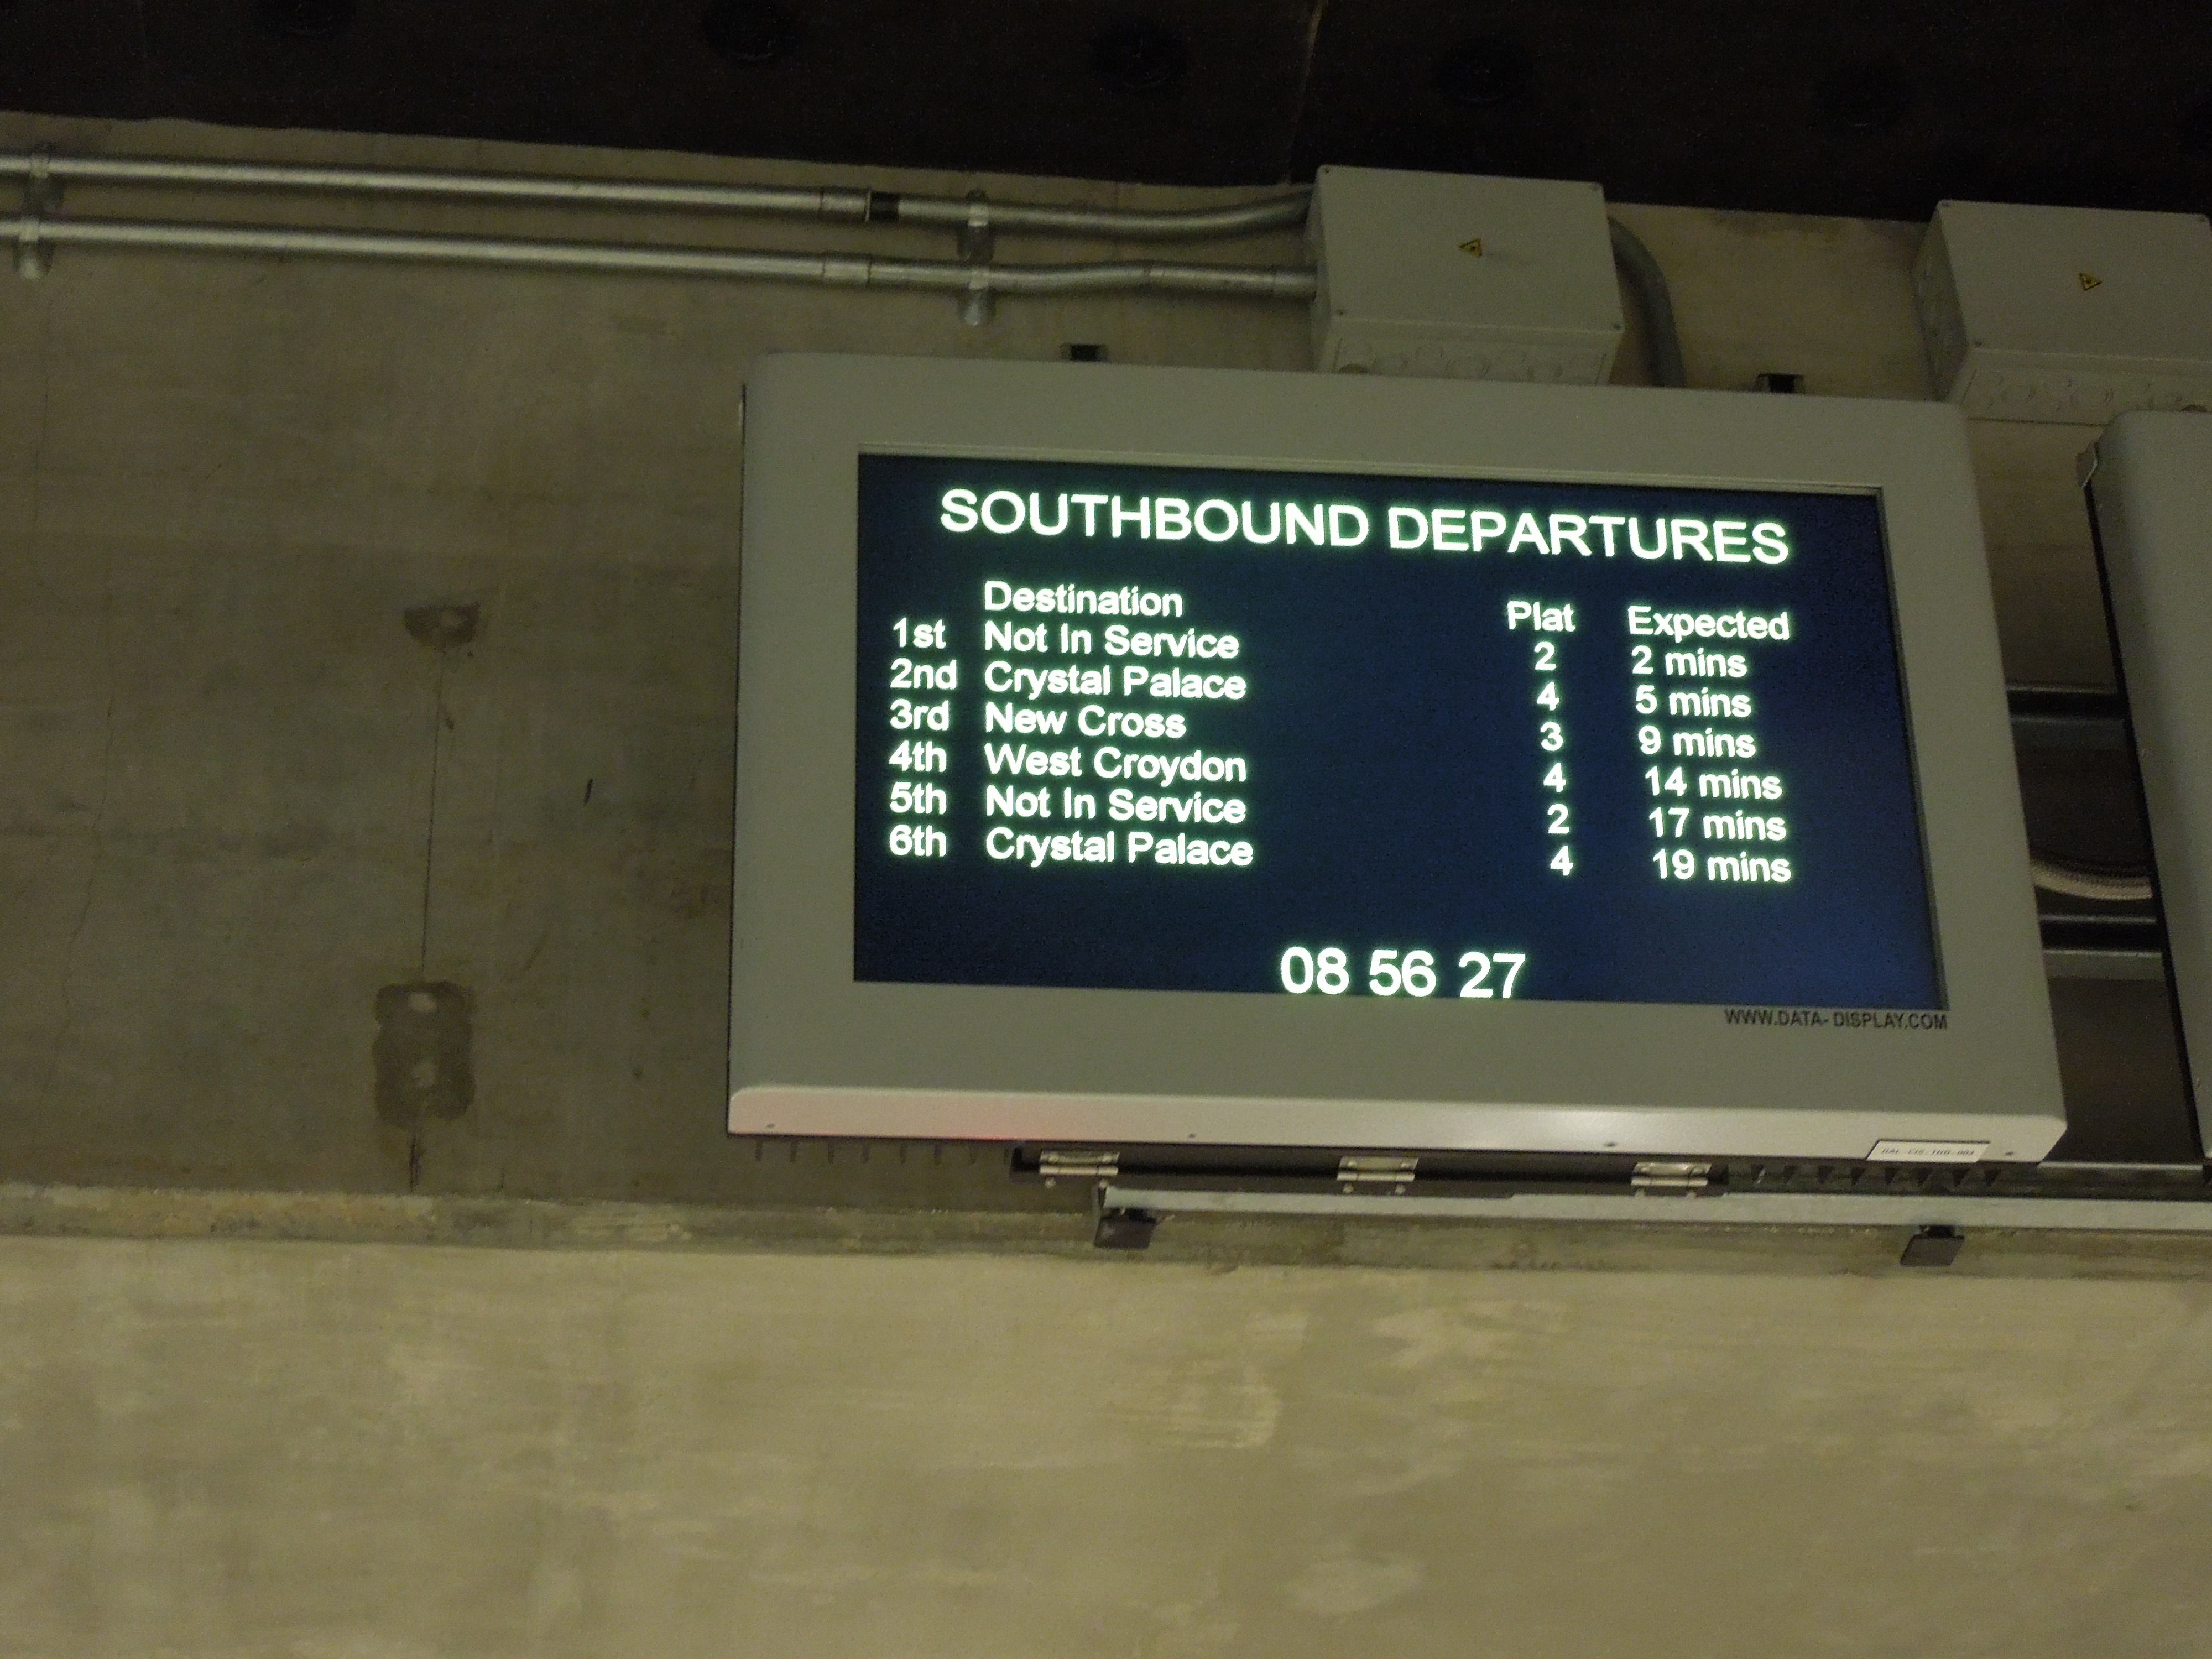 SOUTHBOUND DEPARTURES
Destination Plat Expected
1st Not In Service 2 2 mins
2nd Crystal Palace 4 5 mins
3rd New Cross 3 9 mins
4th West Croydon 4 14 mins
5th Not In Service 2 17 mins
6th Crystal Palace 4 19 mins
08 56 27
WWW.DATA-DISPLAY.COM